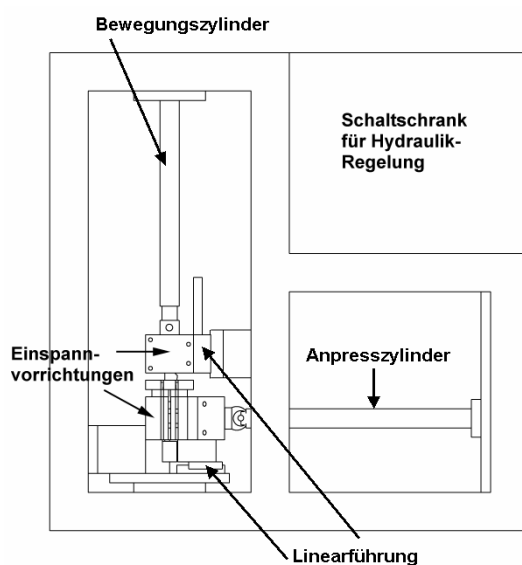 Bewegungszylinder
Schaltschrank
für Hydraulik-
Regelung
Einspann-
vorrichtungen
Anpresszylinder
Linearführung